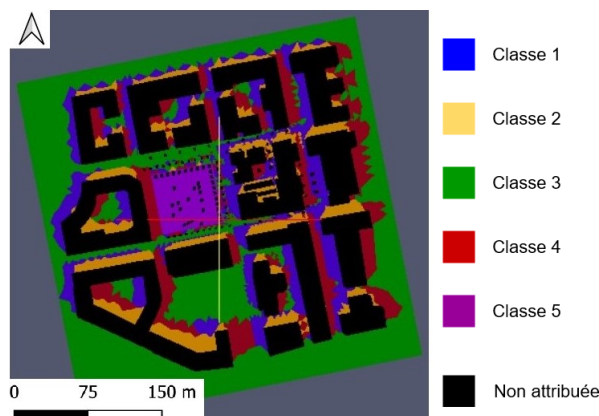 Classe 1
Classe 2
Classe 3
Classe 4
Classe 5
Non attribuée
0 75 150 m